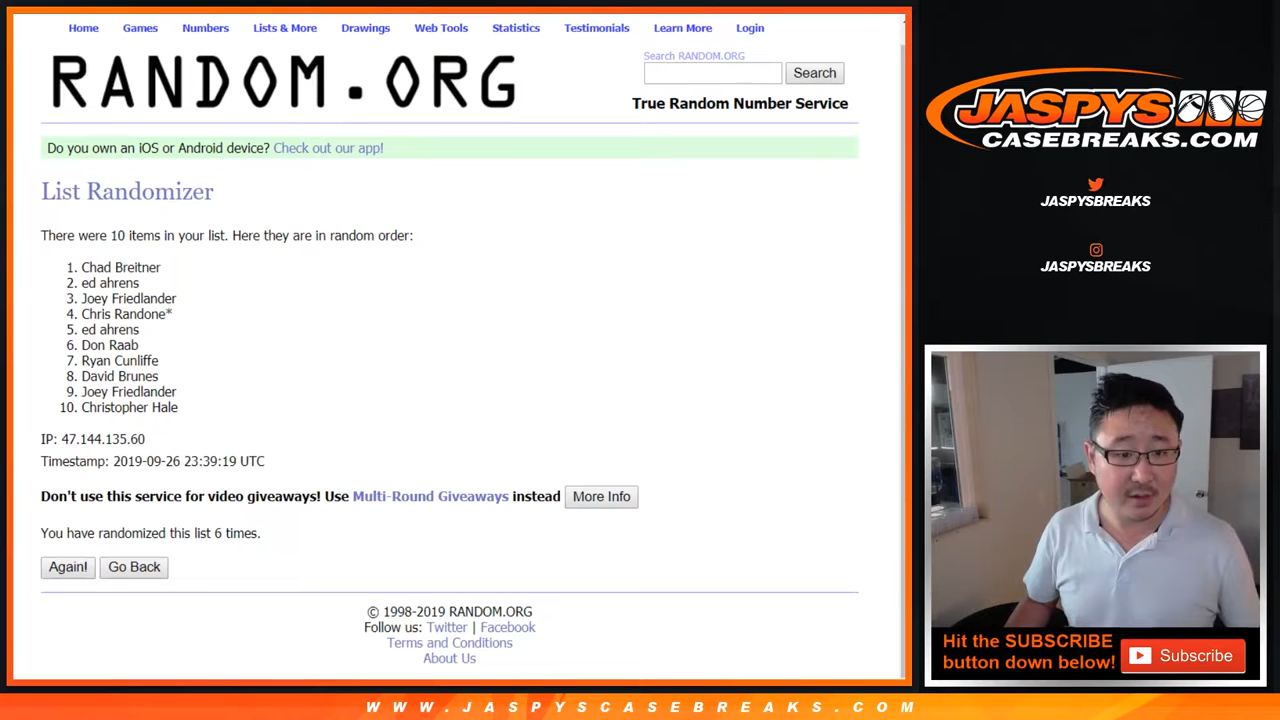 Home Games Numbers Lists & More Drawings Web Tools Statistics Testimonials Learn More Login
RANDOM.ORG
Search RANDOM.ORG
Search
True Random Number Service
Do you own an iOS or Android device? Check out our app!
List Randomizer
There were 10 items in your list. Here they are in random order:
1. Chad Breitner
2. ed ahrens
3. Joey Friedlander
4. Chris Randone*
5. ed ahrens
6. Don Raab
7. Ryan Cunliffe
8. David Brunes
9. Joey Friedlander
10. Christopher Hale
IP: 47.144.135.60
Timestamp: 2019-09-26 23:39:19 UTC
Don't use this service for video giveaways! Use Multi-Round Giveaways instead More Info
You have randomized this list 6 times.
Again! Go Back
© 1998-2019 RANDOM.ORG
Follow us: Twitter | Facebook
Terms and Conditions
About Us
JASPYS
CASEBREAKS.COM
JASPYSBREAKS
JASPYSBREAKS
Hit the SUBSCRIBE
button down below!
Subscribe
WWW.JASPYSCASEBREAKS.COM